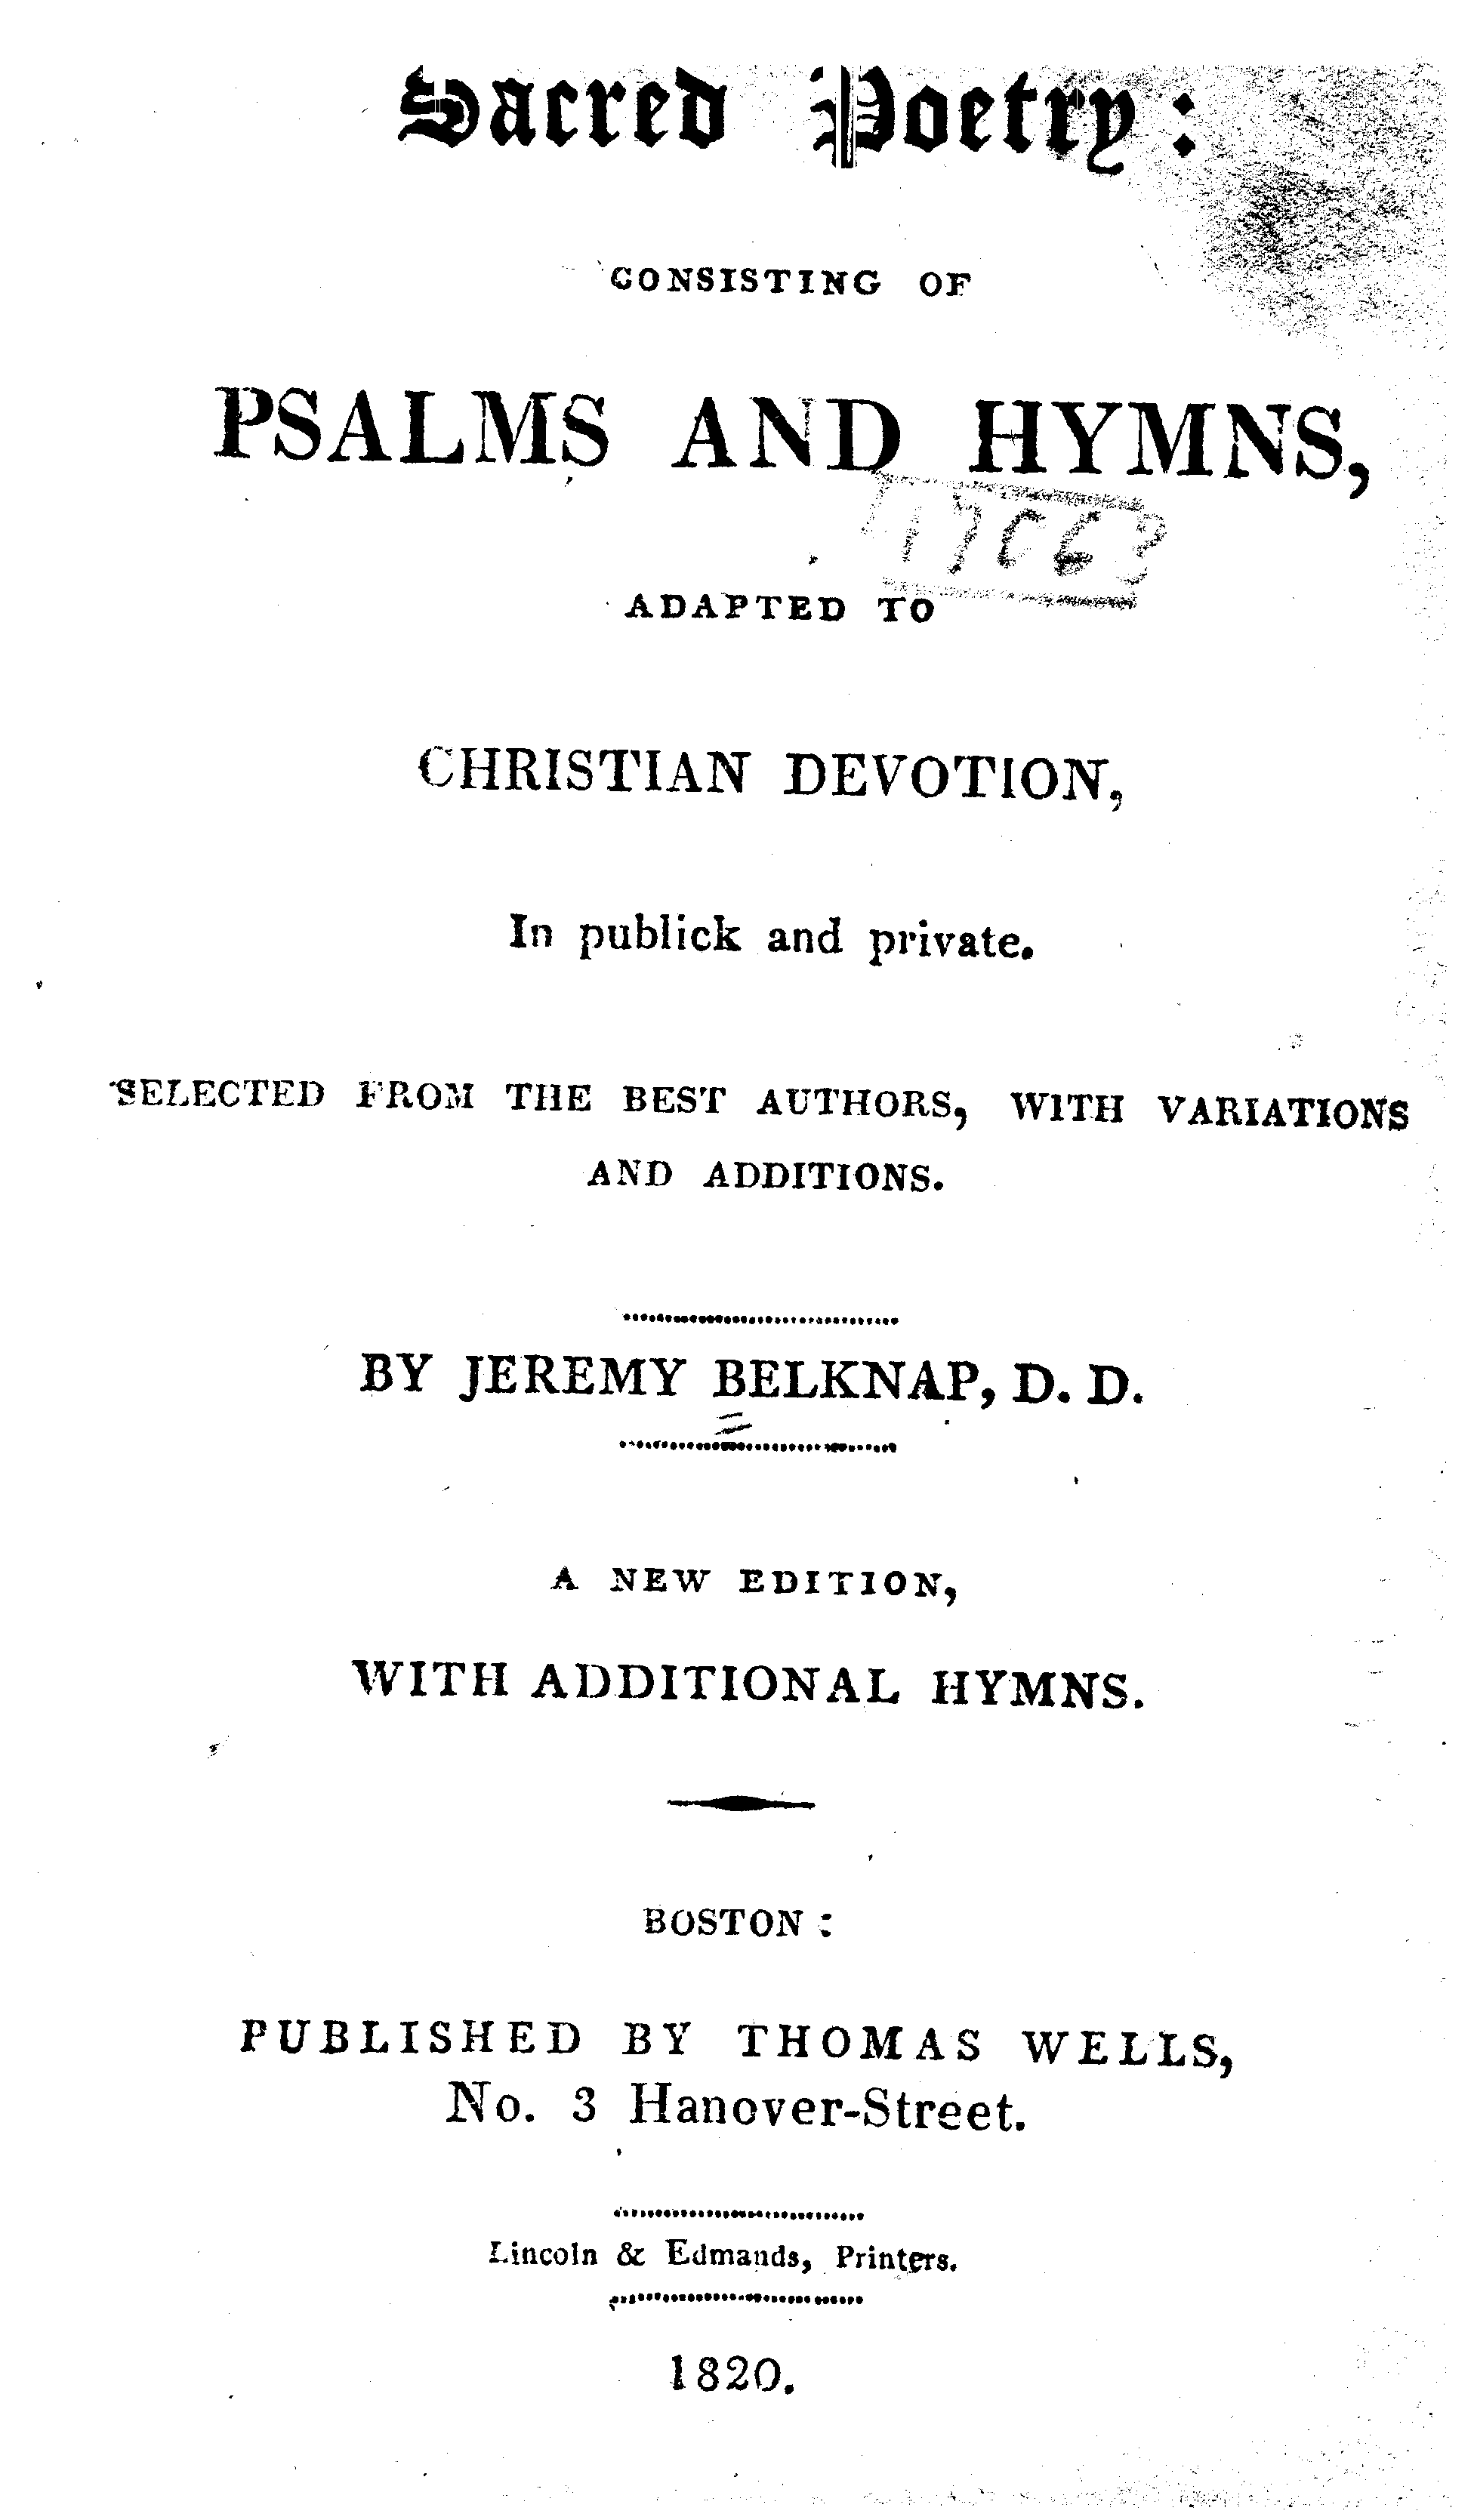 Sacred Poetry:
CONSISTING OF
PSALMS AND HYMNS,
ADAPTED TO
CHRISTIAN DEVOTION,
In publick and private.
SELECTED FROM THE BEST AUTHORS, WITH VARIATIONS
AND ADDITIONS.
BY JEREMY BELKNAP, D. D.
A NEW EDITION,
WITH ADDITIONAL HYMNS.
BOSTON:
PUBLISHED BY THOMAS WELLS,
No. 3 Hanover-Street.
Lincoln & Edmands, Printers.
1820.